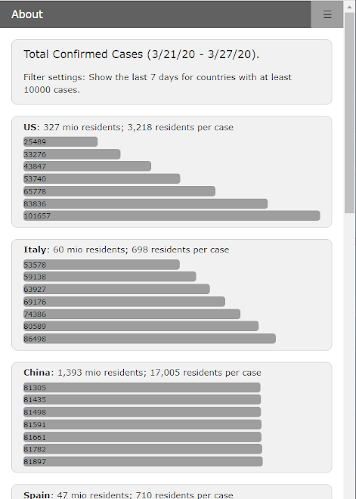 About
☰
Total Confirmed Cases (3/21/20 - 3/27/20).
Filter settings: Show the last 7 days for countries with at least
10000 cases.
US: 327 mio residents; 3,218 residents per case
25489
33276
43847
53740
65778
83836
101657
Italy: 60 mio residents; 698 residents per case
53578
59138
63927
69176
74386
80589
86498
China: 1,393 mio residents; 17,005 residents per case
81305
81435
81498
81591
81661
81782
81897
Spain: 47 mio residents; 710 residents per case